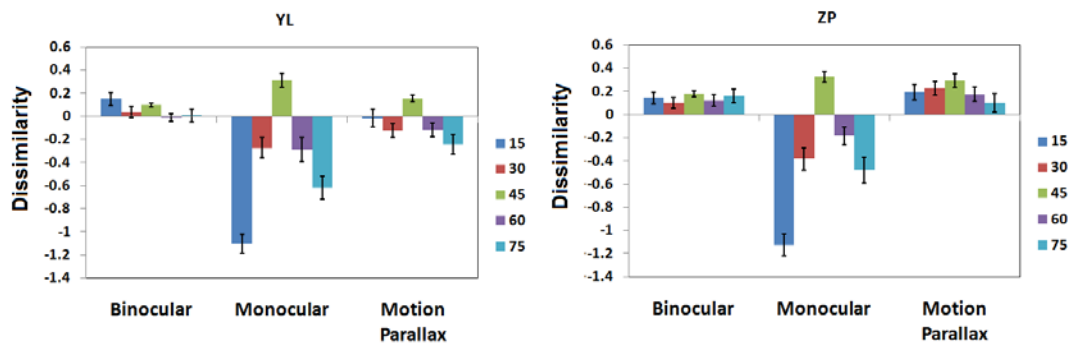 YL
Dissimilarity
0.6
0.4
0.2
0
-0.2
-0.4
-0.6
-0.8
-1
-1.2
-1.4
Binocular
Monocular
Motion
Parallax
15
30
45
60
75
ZP
Dissimilarity
0.6
0.4
0.2
0
-0.2
-0.4
-0.6
-0.8
-1
-1.2
-1.4
Binocular
Monocular
Motion
Parallax
15
30
45
60
75